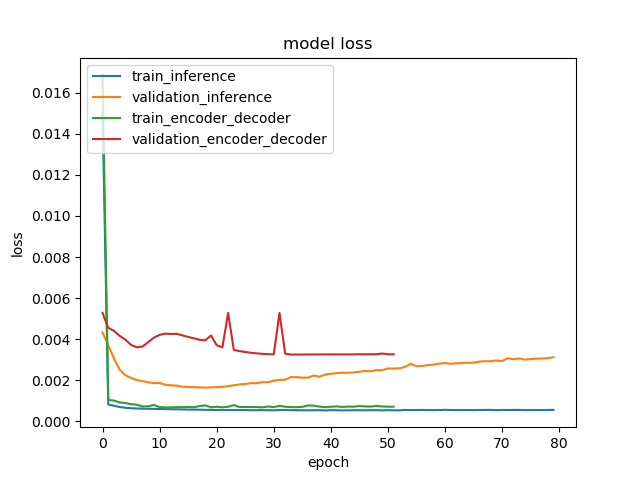 model loss
train_inference
validation_inference
train_encoder_decoder
validation_encoder_decoder
loss
0.016
0.014
0.012
0.010
0.008
0.006
0.004
0.002
0.000
0 10 20 30 40 50 60 70 80
epoch